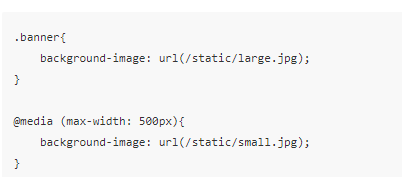 .banner{
    background-image: url(/static/large.jpg);
}
@media (max-width: 500px){
    background-image: url(/static/small.jpg);
}